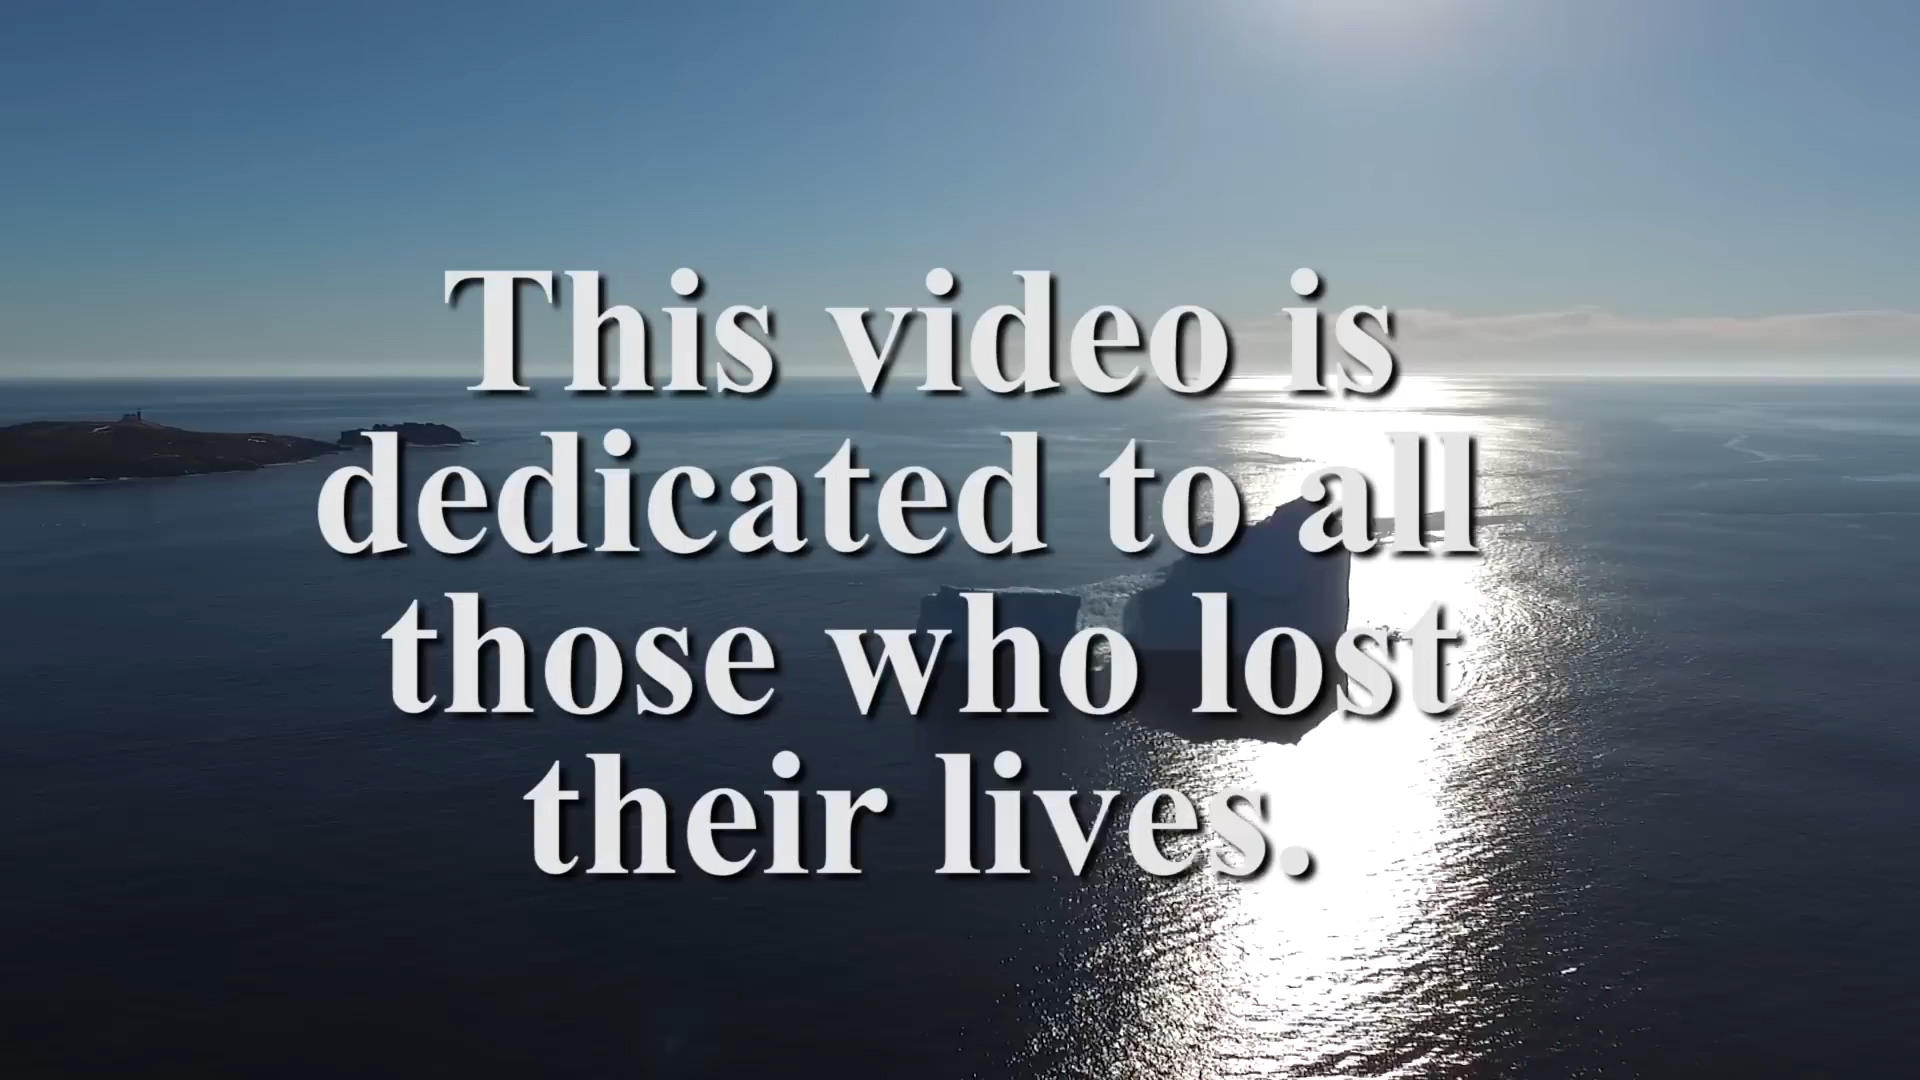 This video is
dedicated to all
those who lost
their lives.